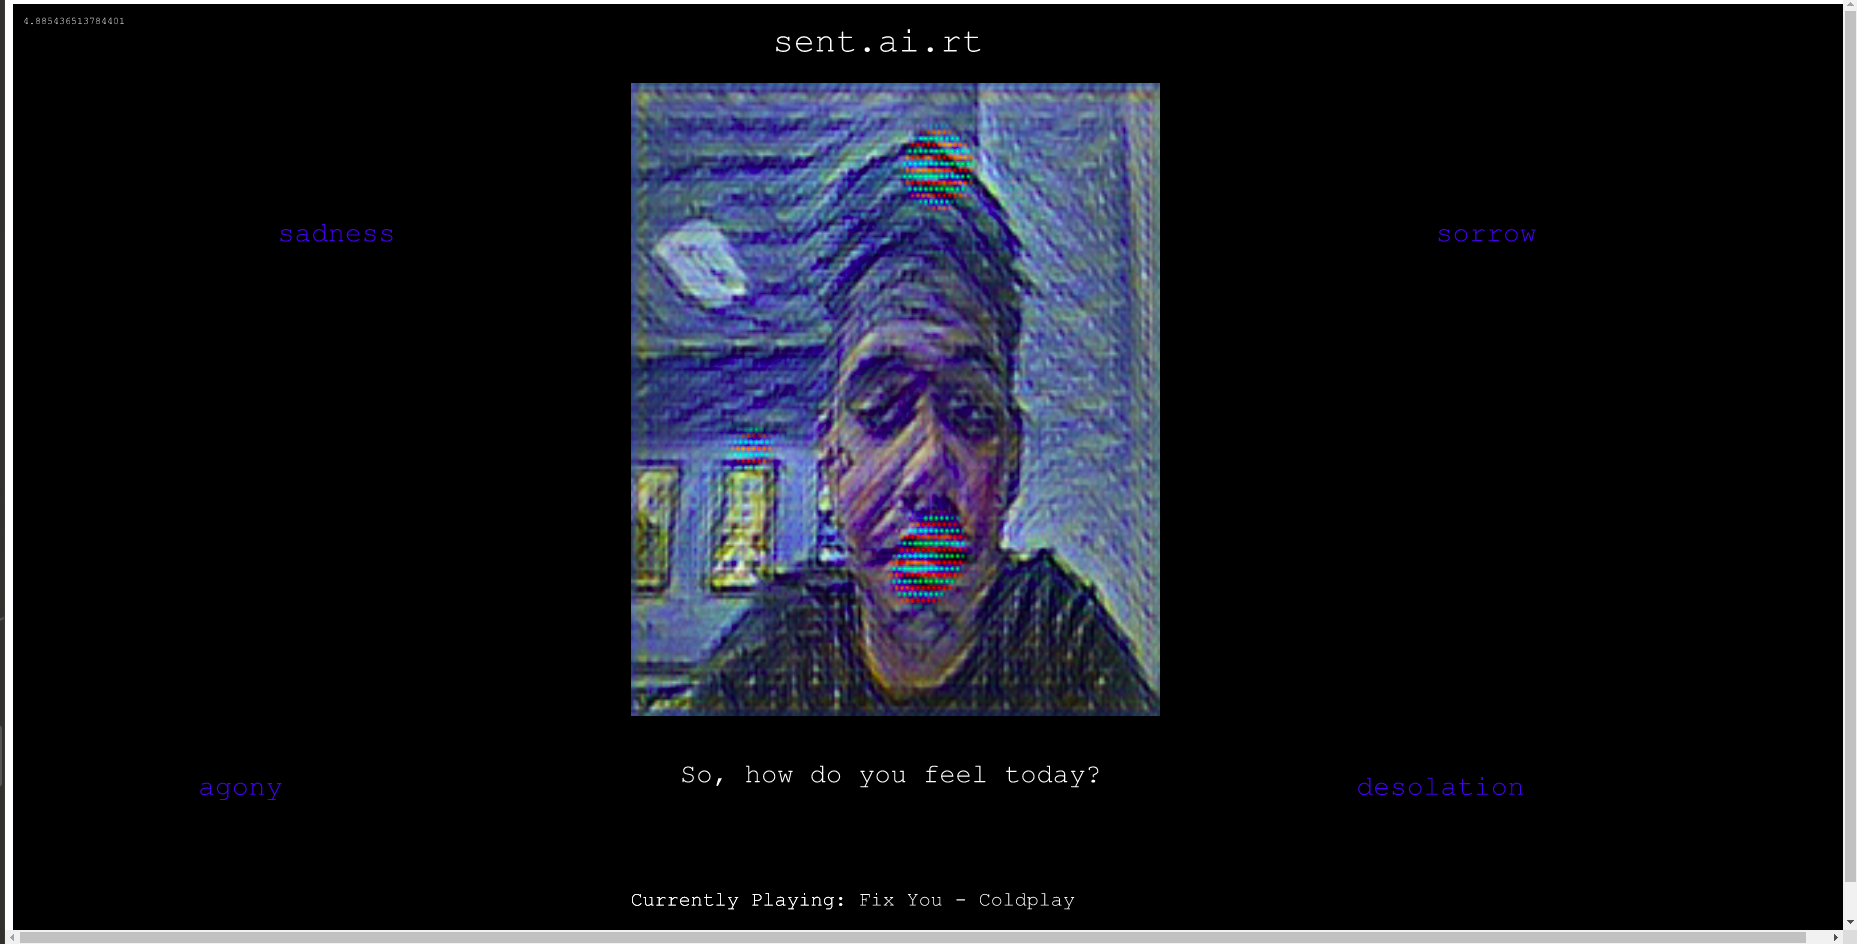 4.885436513784401
sent.ai.rt
sadness
sorrow
So, how do you feel today?
agony
desolation
Currently Playing: Fix You - Coldplay